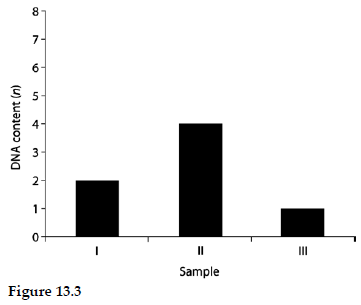 8
7
6
5
4
3
2
1
0
DNA content (n)
I II III
Sample
Figure 13.3